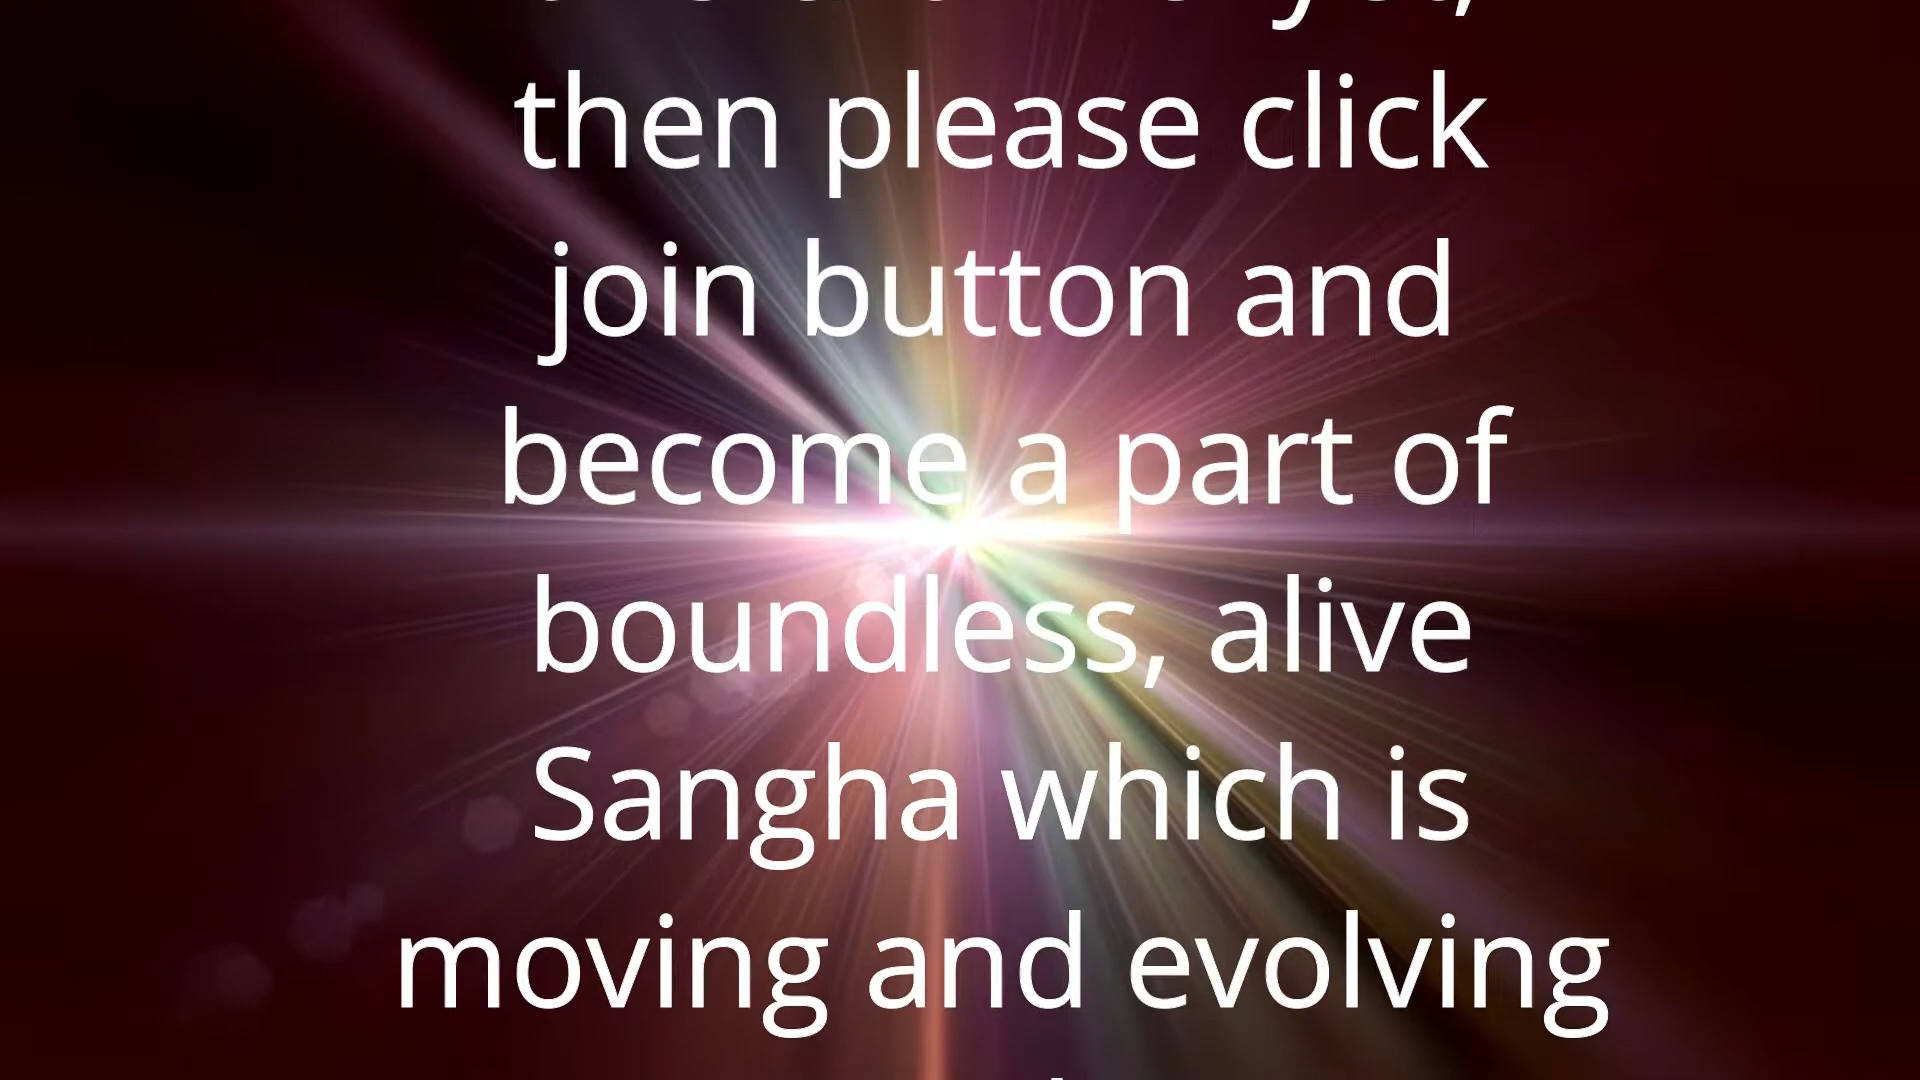 then please click
join button and
become a part of
boundless, alive
Sangha which is
moving and evolving